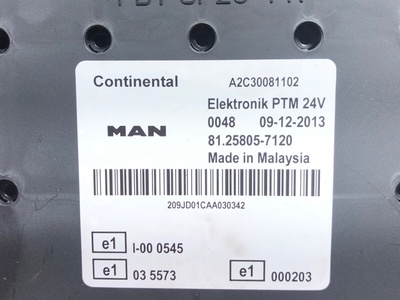 Continental A2C30081102
Elektronik PTM 24V
MAN 0048 09-12-2013
81.25805-7120
Made in Malaysia
209JD01CAA030342
e1 I-00 0545
e1 03 5573 e1 000203